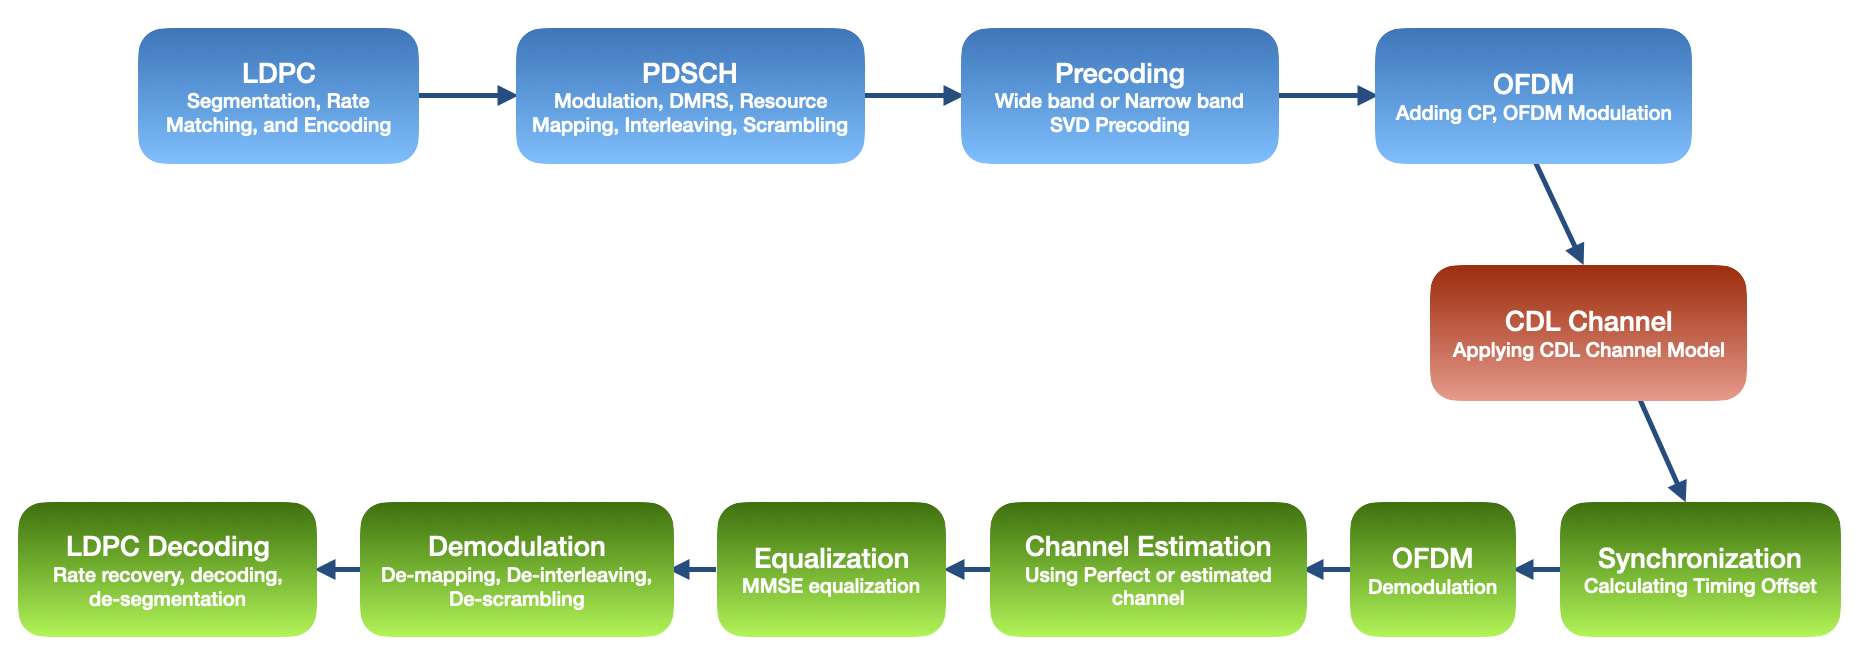 LDPC
Segmentation, Rate
Matching, and Encoding
PDSCH
Modulation, DMRS, Resource
Mapping, Interleaving, Scrambling
Precoding
Wide band or Narrow band
SVD Precoding
OFDM
Adding CP, OFDM Modulation
CDL Channel
Applying CDL Channel Model
LDPC Decoding
Rate recovery, decoding,
de-segmentation
Demodulation
De-mapping, De-interleaving,
De-scrambling
Equalization
MMSE equalization
Channel Estimation
Using Perfect or estimated
channel
OFDM
Demodulation
Synchronization
Calculating Timing Offset